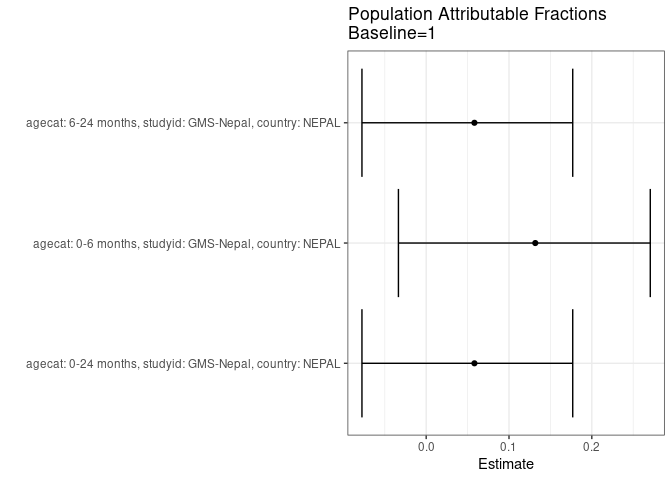 Population Attributable Fractions
Baseline=1
agecat: 6-24 months, studyid: GMS-Nepal, country: NEPAL
agecat: 0-6 months, studyid: GMS-Nepal, country: NEPAL
agecat: 0-24 months, studyid: GMS-Nepal, country: NEPAL
0.0 0.1 0.2
Estimate